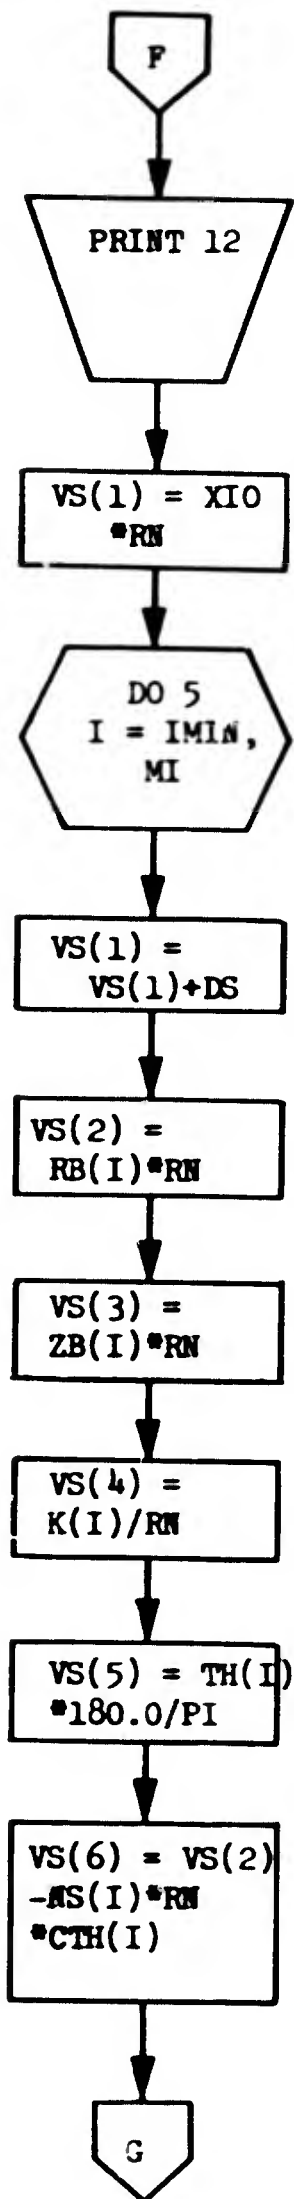 F
PRINT 12
VS(1) = XIO
*RN
DO 5
I = IMIN,
MI
VS(1) =
VS(1)+DS
VS(2) =
RB(I)*RN
VS(3) =
ZB(I)*RN
VS(4) =
K(I)/RN
VS(5) = TH(I)
*180.0/PI
VS(6) = VS(2)
-NS(I)*RN
*CTH(I)
G